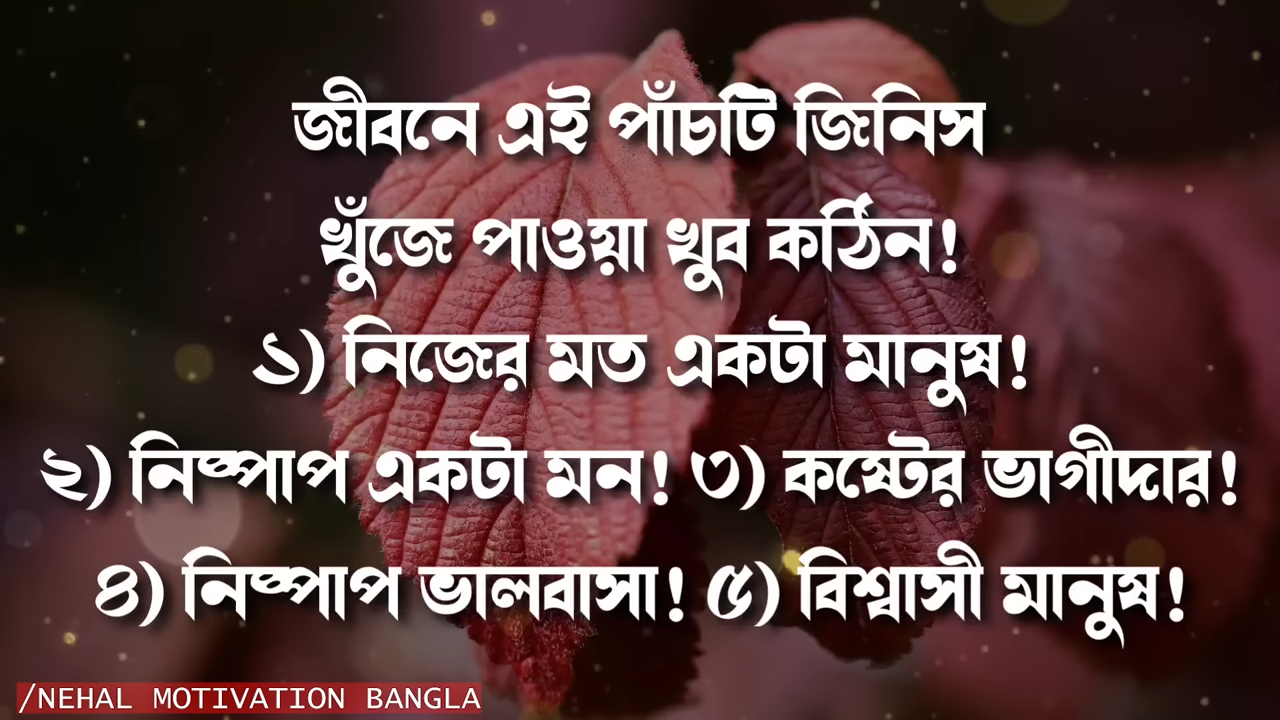 জীবনে এই পাঁচটি জিনিস
খুঁজে পাওয়া খুব কঠিন!
১) নিজের মত একটা মানুষ!
২) নিষ্পাপ একটা মন! ৩) কষ্টের ভাগীদার!
৪) নিষ্পাপ ভালবাসা! ৫) বিশ্বাসী মানুষ!
/NEHAL MOTIVATION BANGLA